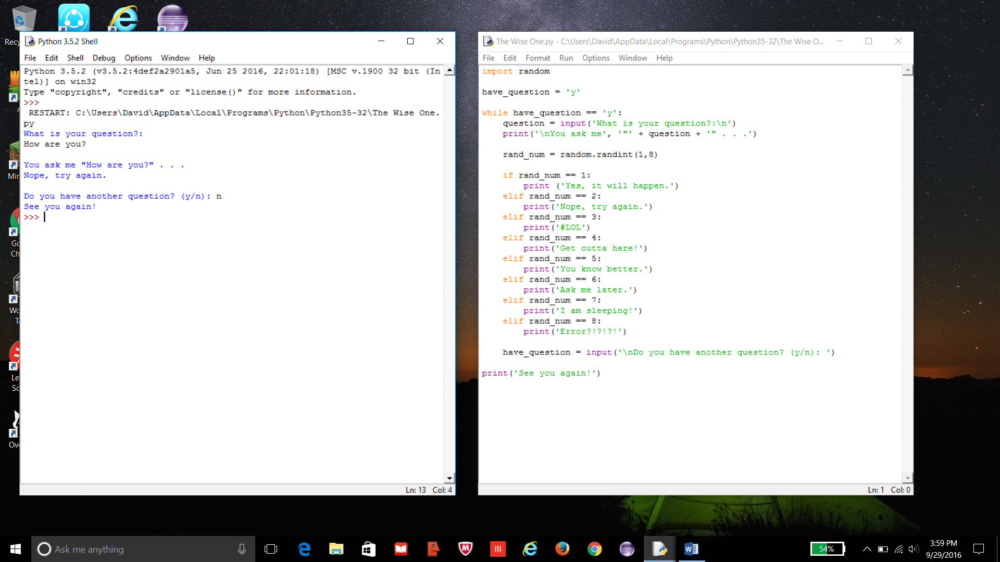 Recy
Python 3.5.2 Shell
File Edit Shell Debug Options Window Help
Python 3.5.2 (v3.5.2:4def2a2901a5, Jun 25 2016, 22:01:18) [MSC v.1900 32 bit (In
tel)] on win32
Type "copyright", "credits" or "license()" for more information.
>>>
 RESTART: C:\Users\David\AppData\Local\Programs\Python\Python35-32\The Wise One.
py
What is your question?:
How are you?

You ask me "How are you?" . . .
Nope, try again.

Do you have another question? (y/n): n
See you again!
>>>
Ln: 13 Col: 4
Min
Go
Ch
Wo
Ta
Le
Sc
Ove
The Wise One.py - C:\Users\David\AppData\Local\Programs\Python\Python35-32\The Wise O...
File Edit Format Run Options Window Help
import random

have_question = 'y'

while have_question == 'y':
    question = input('What is your question?:\n')
    print('\nYou ask me', '"' + question + '" . . .')

    rand_num = random.randint(1,8)

    if rand_num == 1:
        print ('Yes, it will happen.')
    elif rand_num == 2:
        print('Nope, try again.')
    elif rand_num == 3:
        print('#LOL')
    elif rand_num == 4:
        print('Get outta here!')
    elif rand_num == 5:
        print('You know better.')
    elif rand_num == 6:
        print('Ask me later.')
    elif rand_num == 7:
        print('I am sleeping!')
    elif rand_num == 8:
        print('Error?!?!?!')

    have_question = input('\nDo you have another question? (y/n): ')

print('See you again!')
Ln: 1 Col: 0
Ask me anything
54%
3:59 PM
9/29/2016